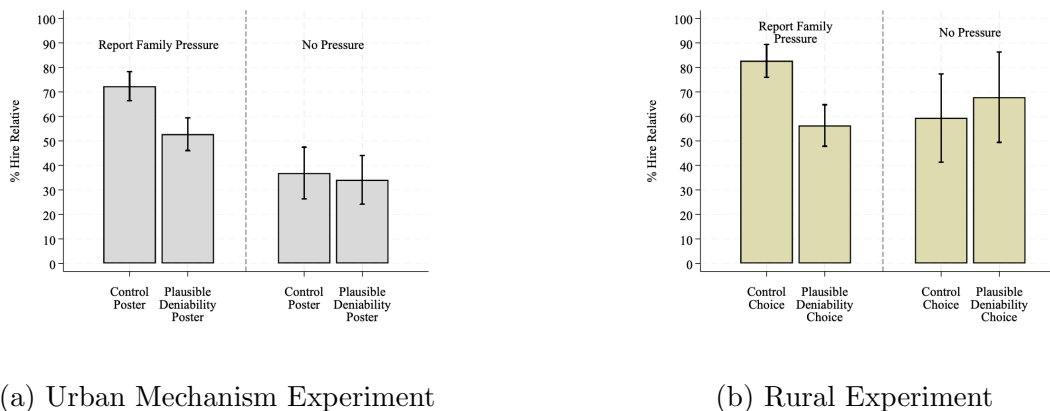 % Hire Relative
100
90
80
70
60
50
40
30
20
10
0
Report Family Pressure
No Pressure
Control
Poster
Plausible
Deniability
Poster
Control
Poster
Plausible
Deniability
Poster
(a) Urban Mechanism Experiment
% Hire Relative
100
90
80
70
60
50
40
30
20
10
0
Report Family
Pressure
No Pressure
Control
Choice
Plausible
Deniability
Choice
Control
Choice
Plausible
Deniability
Choice
(b) Rural Experiment